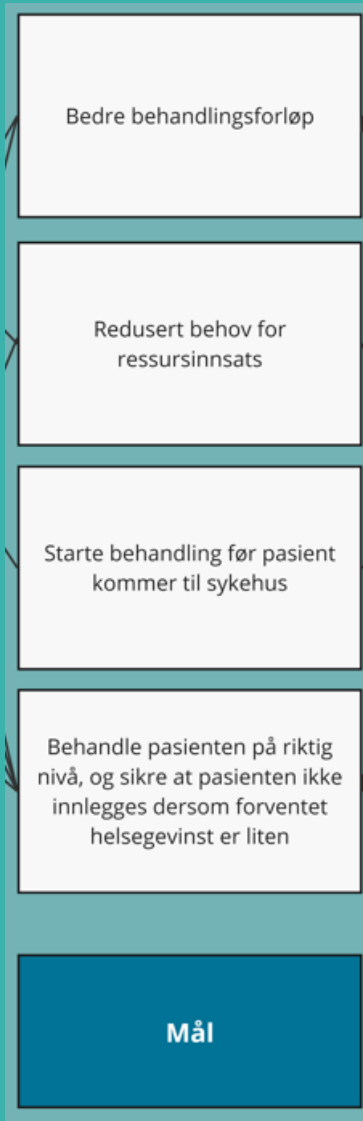 Bedre behandlingsforløp
Redusert behov for
ressursinnsats
Starte behandling før pasient
kommer til sykehus
Behandle pasienten på riktig
nivå, og sikre at pasienten ikke
innlegges dersom forventet
helsegevinst er liten
Mål